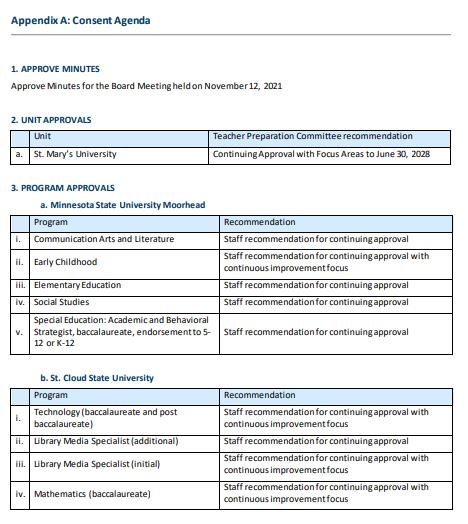 Appendix A: Consent Agenda
1. APPROVE MINUTES
Approve Minutes for the Board Meeting held on November 12, 2021
2. UNIT APPROVALS
Unit Teacher Preparation Committee recommendation
a. St. Mary's University Continuing Approval with Focus Areas to June 30, 2028
3. PROGRAM APPROVALS
a. Minnesota State University Moorhead
Program Recommendation
i. Communication Arts and Literature Staff recommendation for continuing approval
ii. Early Childhood Staff recommendation for continuing approval with
continuous improvement focus
iii. Elementary Education Staff recommendation for continuing approval
iv. Social Studies Staff recommendation for continuing approval
v. Special Education: Academic and Behavioral
Strategist, baccalaureate, endorsement to 5-
12 or K-12
Staff recommendation for continuing approval
b. St. Cloud State University
Program Recommendation
i. Technology (baccalaureate and post
baccalaureate)
Staff recommendation for continuing approval with
continuous improvement focus
ii. Library Media Specialist (additional) Staff recommendation for continuing approval
iii. Library Media Specialist (initial) Staff recommendation for continuing approval with
continuous improvement focus
iv. Mathematics (baccalaureate) Staff recommendation for continuing approval with
continuous improvement focus